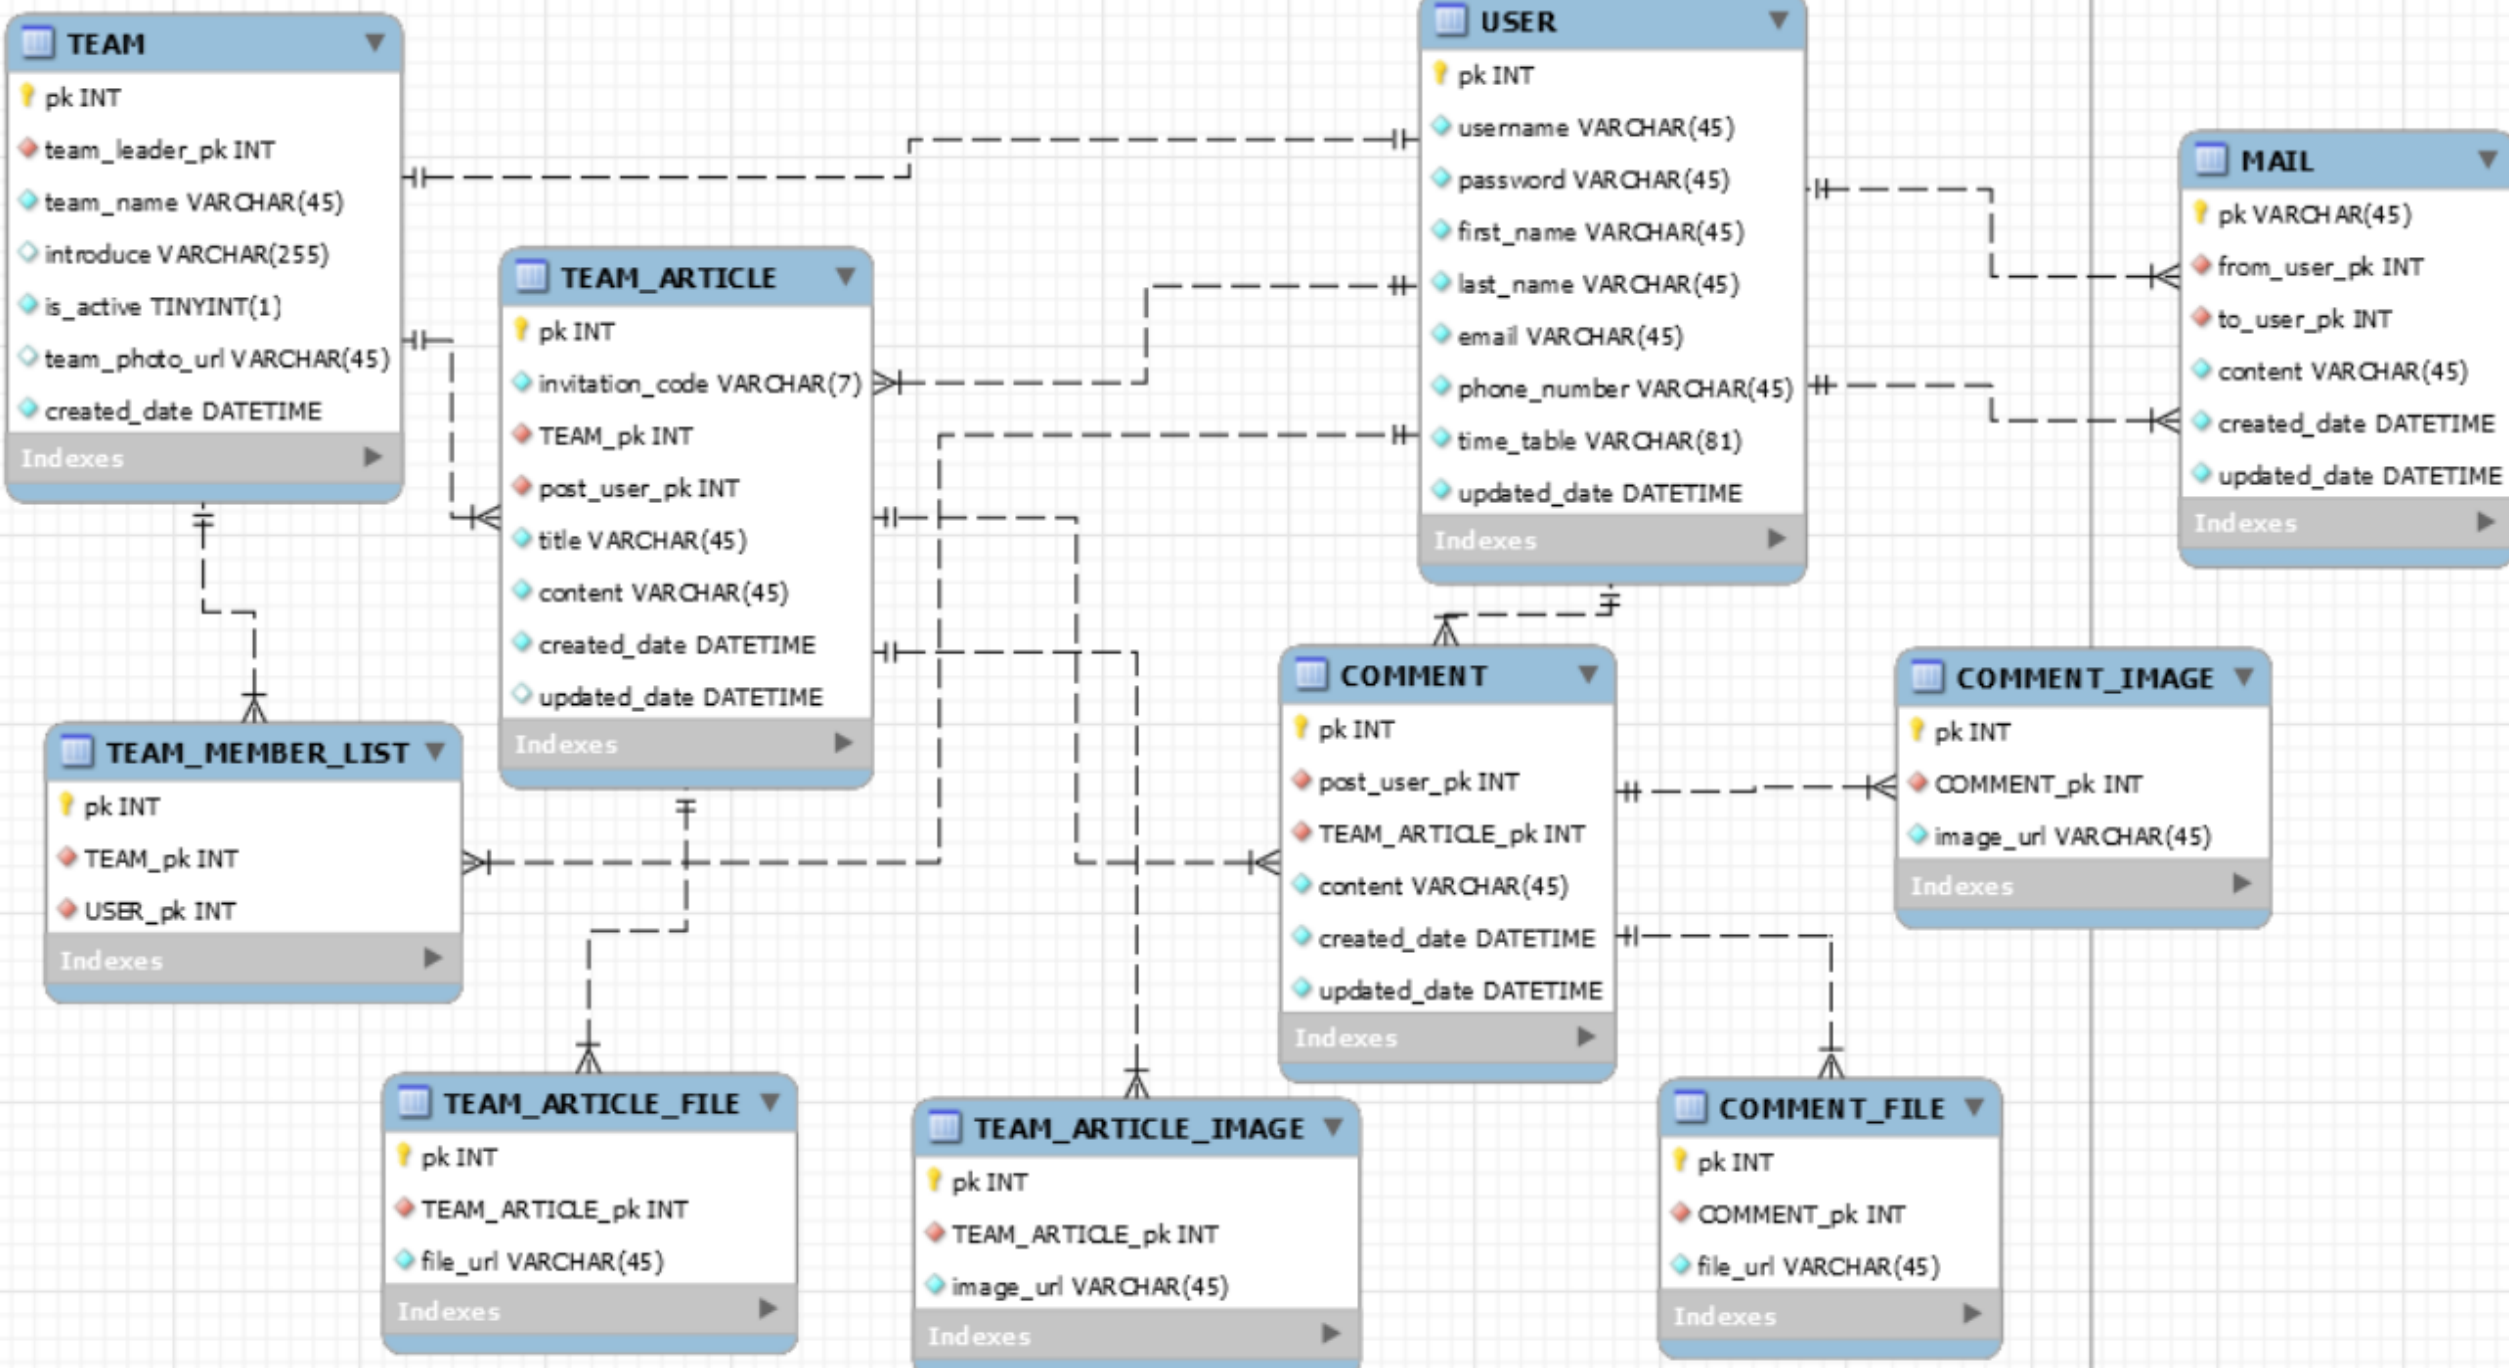 TEAM
pk INT
team_leader_pk INT
team_name VARCHAR(45)
introduce VARCHAR(255)
is_active TINYINT(1)
team_photo_url VARCHAR(45)
created_date DATETIME
Indexes
TEAM_ARTICLE
pk INT
invitation_code VARCHAR(7)
TEAM_pk INT
post_user_pk INT
title VARCHAR(45)
content VARCHAR(45)
created_date DATETIME
updated_date DATETIME
Indexes
USER
pk INT
username VARCHAR(45)
password VARCHAR(45)
first_name VARCHAR(45)
last_name VARCHAR(45)
email VARCHAR(45)
phone_number VARCHAR(45)
time_table VARCHAR(81)
updated_date DATETIME
Indexes
MAIL
pk VARCHAR(45)
from_user_pk INT
to_user_pk INT
content VARCHAR(45)
created_date DATETIME
updated_date DATETIME
Indexes
TEAM_MEMBER_LIST
pk INT
TEAM_pk INT
USER_pk INT
Indexes
COMMENT
pk INT
post_user_pk INT
TEAM_ARTICLE_pk INT
content VARCHAR(45)
created_date DATETIME
updated_date DATETIME
Indexes
COMMENT_IMAGE
pk INT
COMMENT_pk INT
image_url VARCHAR(45)
Indexes
TEAM_ARTICLE_FILE
pk INT
TEAM_ARTICLE_pk INT
file_url VARCHAR(45)
Indexes
TEAM_ARTICLE_IMAGE
pk INT
TEAM_ARTICLE_pk INT
image_url VARCHAR(45)
Indexes
COMMENT_FILE
pk INT
COMMENT_pk INT
file_url VARCHAR(45)
Indexes